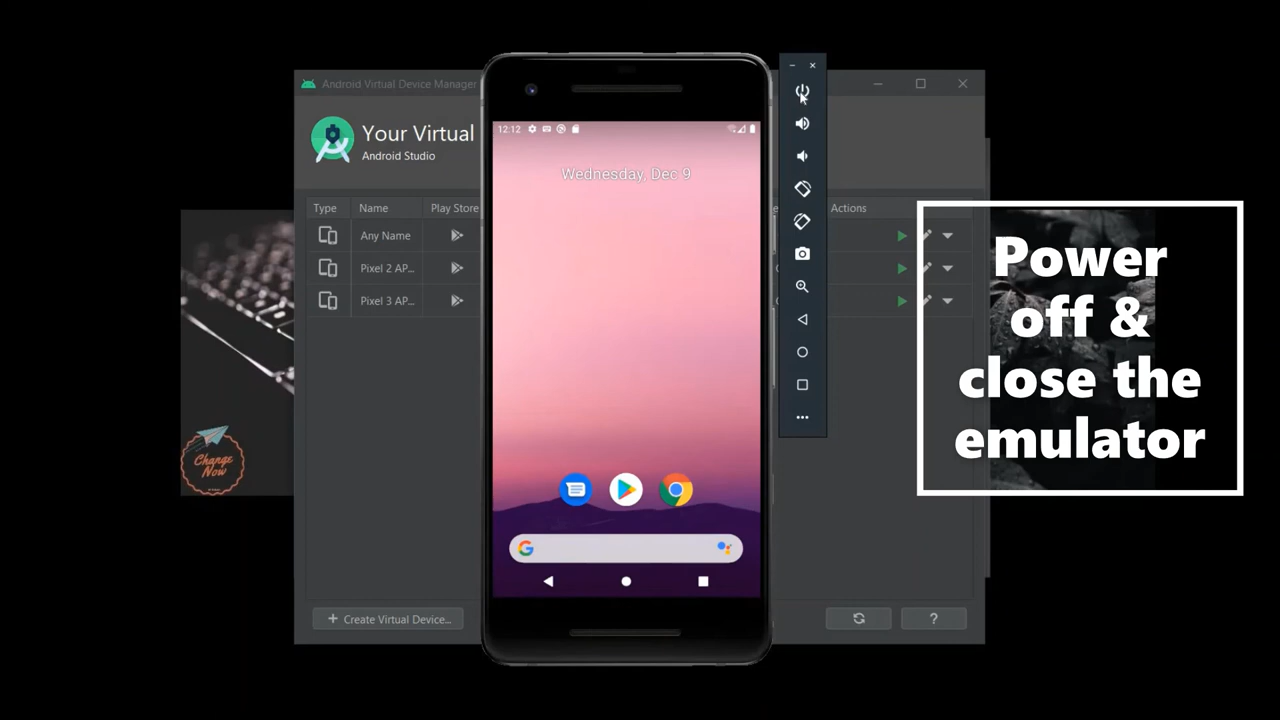 Android Virtual Device Manager
Your Virtual
Android Studio
Type Name Play Store Actions
Any Name
Pixel 2 AP...
Pixel 3 AP...
Create Virtual Device...
?
12:12
Wednesday, Dec 9
G
Power
off &
close the
emulator
Change
Now